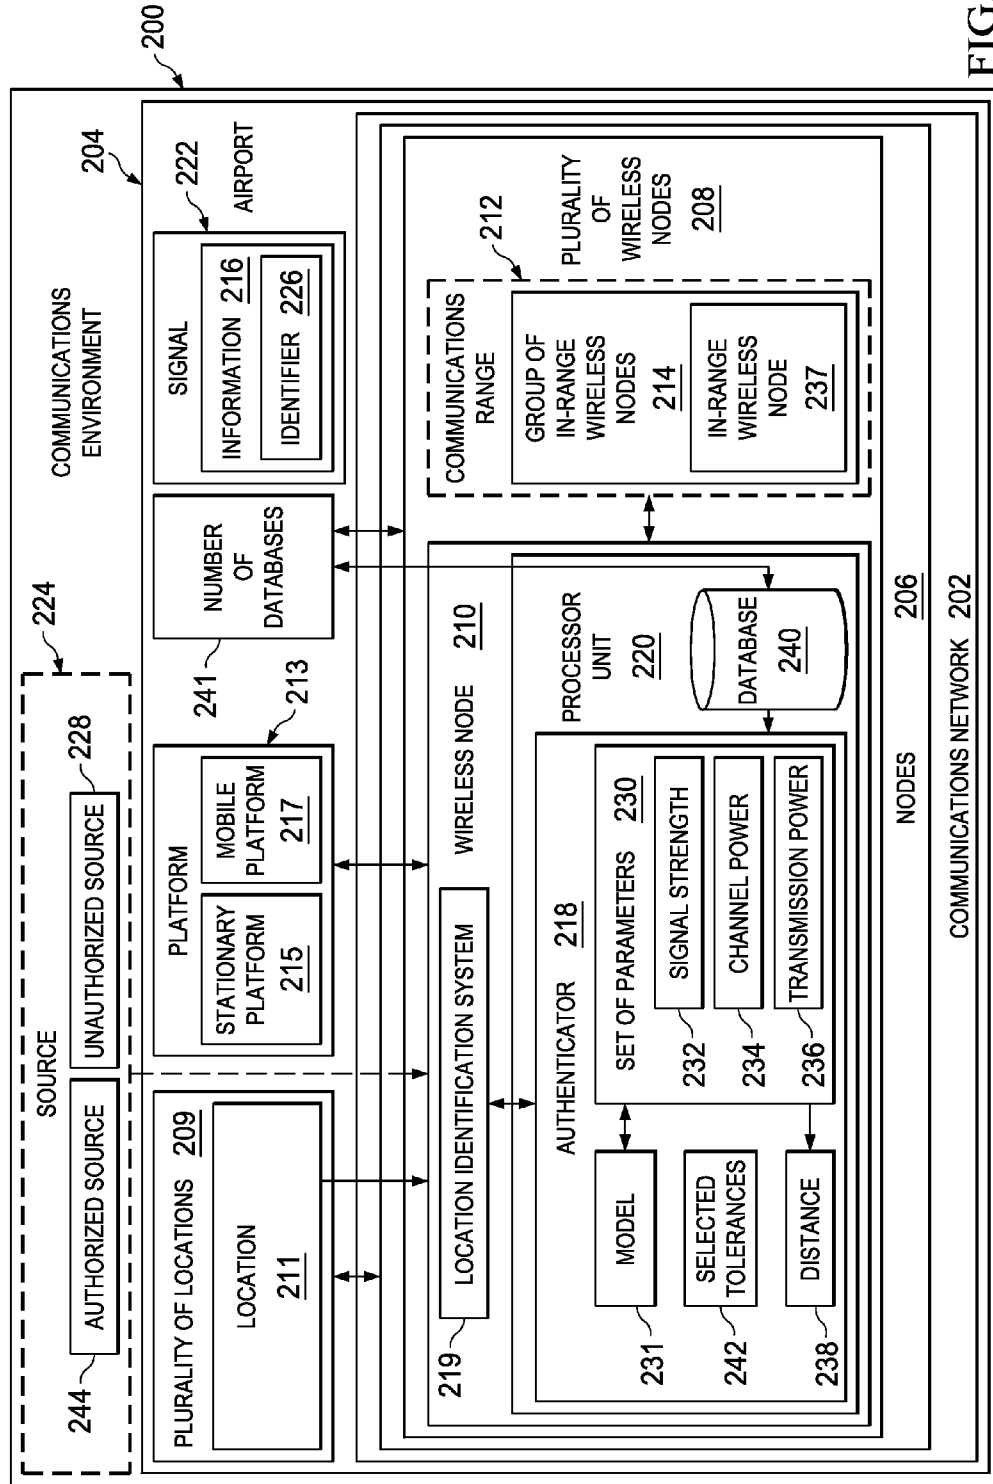 200
COMMUNICATIONS
ENVIRONMENT
224
SOURCE
244
AUTHORIZED SOURCE
UNAUTHORIZED SOURCE
228
204
AIRPORT
PLURALITY OF LOCATIONS 209
LOCATION
211
PLATFORM
213
STATIONARY
PLATFORM
215
MOBILE
PLATFORM
217
241
NUMBER
OF
DATABASES
SIGNAL
222
INFORMATION 216
IDENTIFIER 226
219
LOCATION IDENTIFICATION SYSTEM
WIRELESS NODE
210
PROCESSOR
UNIT
220
AUTHENTICATOR 218
SET OF PARAMETERS 230
232
SIGNAL STRENGTH
234
CHANNEL POWER
236
TRANSMISSION POWER
MODEL
231
SELECTED
TOLERANCES
242
DISTANCE
238
DATABASE
240
212
COMMUNICATIONS
RANGE
GROUP OF
IN-RANGE
WIRELESS
NODES
214
IN-RANGE
WIRELESS
NODE
237
PLURALITY
OF
WIRELESS
NODES
208
NODES 206
COMMUNICATIONS NETWORK 202
FIG